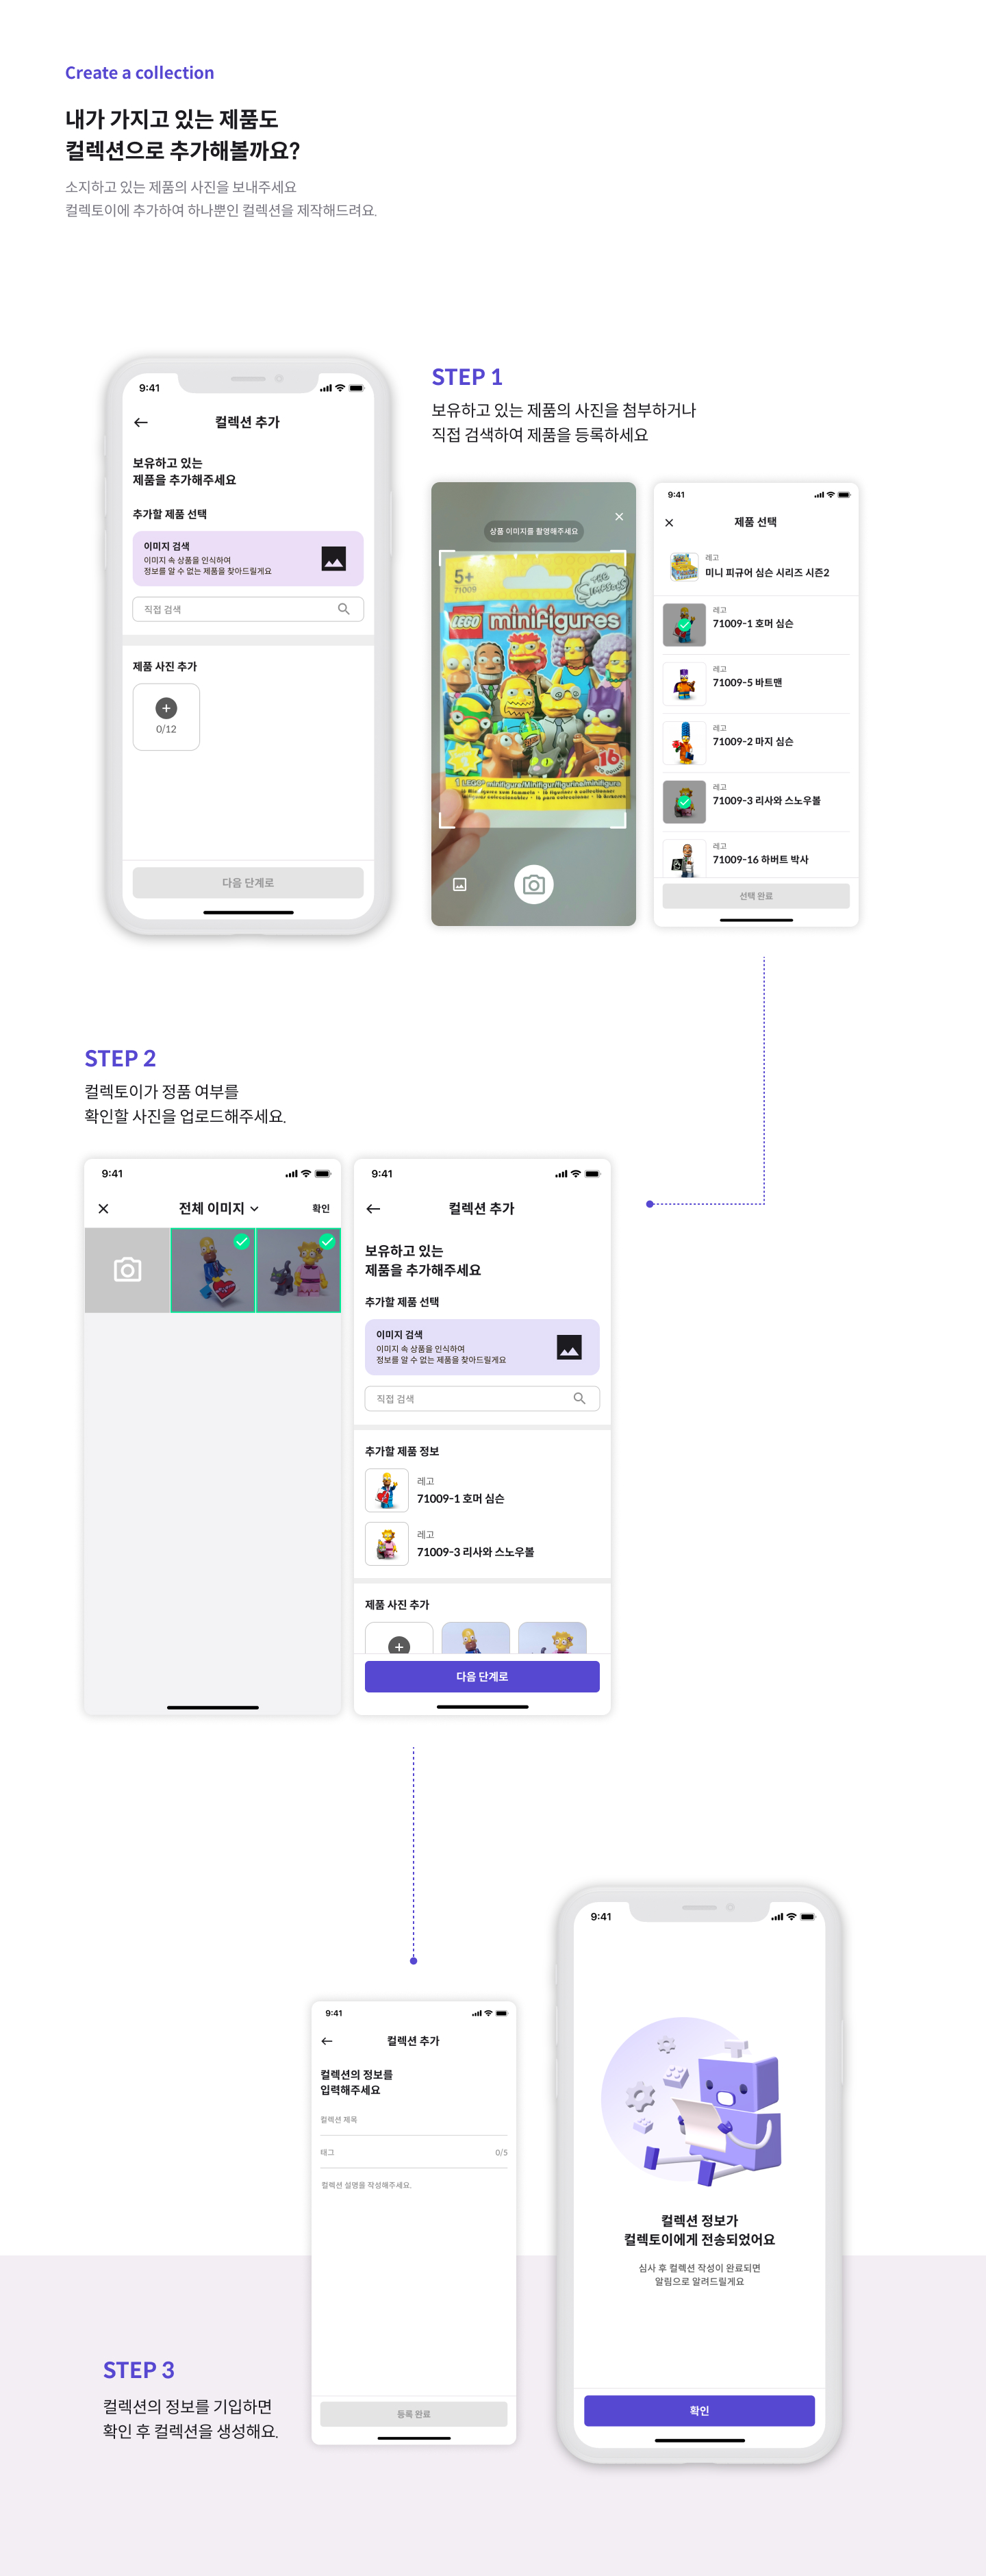 Create a collection
내가 가지고 있는 제품도
컬렉션으로 추가해볼까요?
소지하고 있는 제품의 사진을 보내주세요
컬렉토이에 추가하여 하나뿐인 컬렉션을 제작해드려요.
9:41
컬렉션 추가
보유하고 있는
제품을 추가해주세요
추가할 제품 선택
이미지 검색
이미지 속 상품을 인식하여
정보를 알 수 없는 제품을 찾아드릴게요
직접 검색
제품 사진 추가
0/12
다음 단계로
STEP 1
보유하고 있는 제품의 사진을 첨부하거나
직접 검색하여 제품을 등록하세요
상품 이미지를 촬영해주세요
5+
71009
THE SIMPSONS
LEGO minifigures
16
9:41
제품 선택
레고
미니 피규어 심슨 시리즈 시즌2
레고
71009-1 호머 심슨
레고
71009-5 바트맨
레고
71009-2 마지 심슨
레고
71009-3 리사와 스노우볼
레고
71009-16 하버트 박사
선택 완료
STEP 2
컬렉토이가 정품 여부를
확인할 사진을 업로드해주세요.
9:41
전체 이미지
확인
9:41
컬렉션 추가
보유하고 있는
제품을 추가해주세요
추가할 제품 선택
이미지 검색
이미지 속 상품을 인식하여
정보를 알 수 없는 제품을 찾아드릴게요
직접 검색
추가할 제품 정보
레고
71009-1 호머 심슨
레고
71009-3 리사와 스노우볼
제품 사진 추가
다음 단계로
9:41
컬렉션 추가
컬렉션의 정보를
입력해주세요
컬렉션 제목
태그
0/5
컬렉션 설명을 작성해주세요.
등록 완료
9:41
컬렉션 정보가
컬렉토이에게 전송되었어요
심사 후 컬렉션 작성이 완료되면
알림으로 알려드릴게요
확인
STEP 3
컬렉션의 정보를 기입하면
확인 후 컬렉션을 생성해요.